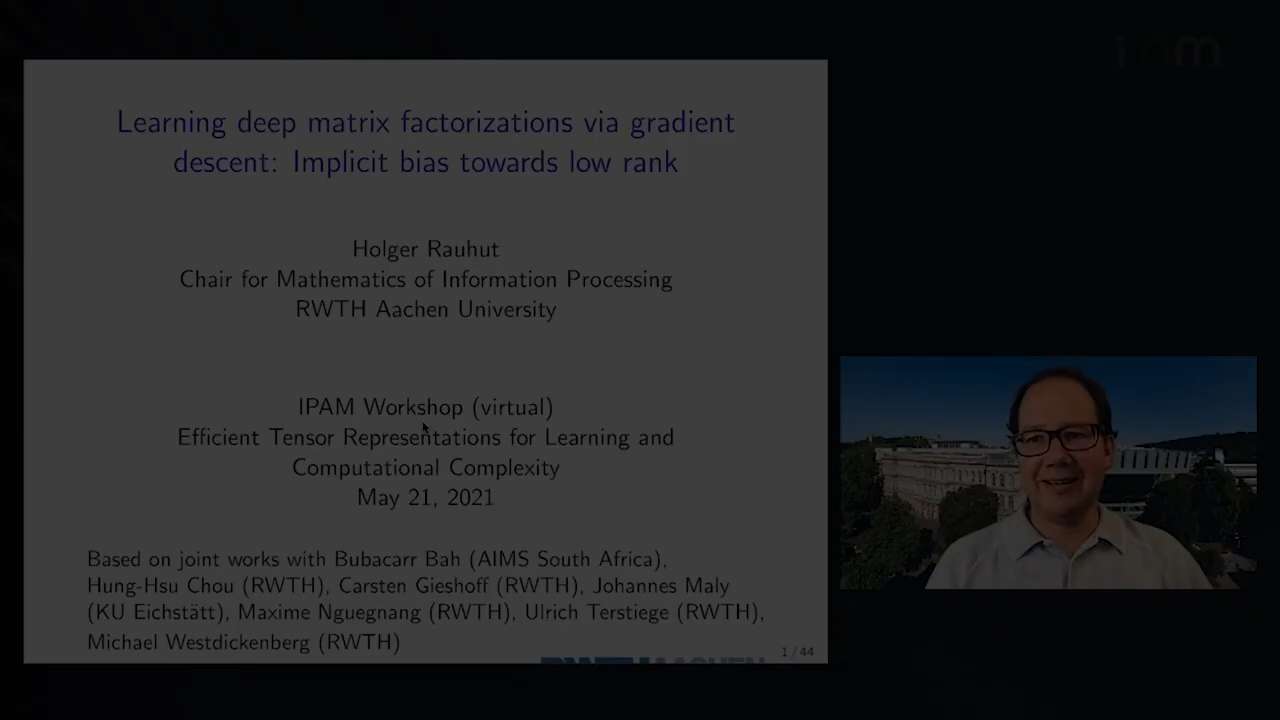 ipam
Learning deep matrix factorizations via gradient
descent: Implicit bias towards low rank
Holger Rauhut
Chair for Mathematics of Information Processing
RWTH Aachen University
IPAM Workshop (virtual)
Efficient Tensor Representations for Learning and
Computational Complexity
May 21, 2021
Based on joint works with Bubacarr Bah (AIMS South Africa),
Hung-Hsu Chou (RWTH), Carsten Gieshoff (RWTH), Johannes Maly
(KU Eichstätt), Maxime Nguegnang (RWTH), Ulrich Terstiege (RWTH),
Michael Westdickenberg (RWTH)
RWTH AACHEN
1 / 44